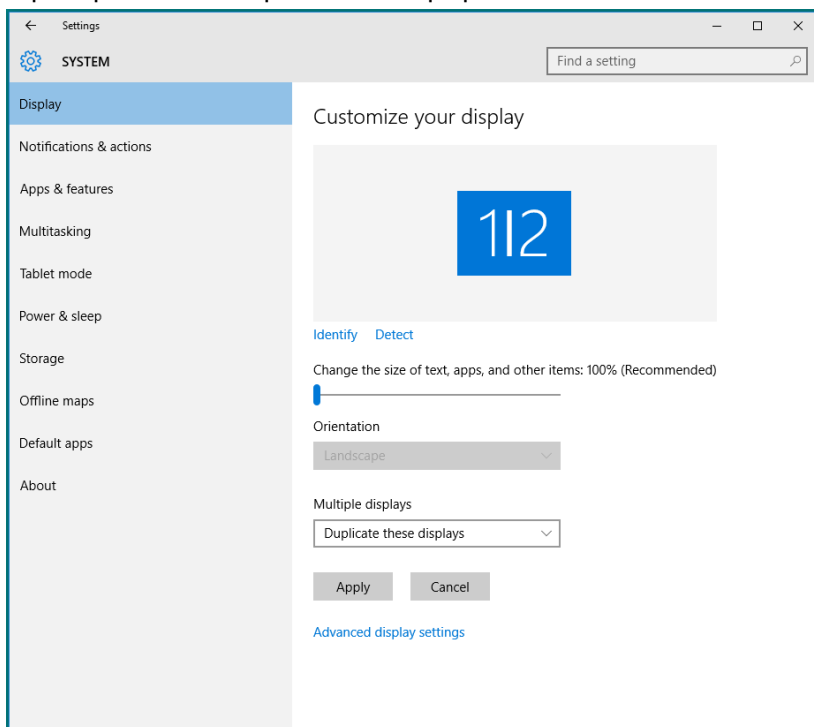 Settings
SYSTEM
Find a setting
Display
Notifications & actions
Apps & features
Multitasking
Tablet mode
Power & sleep
Storage
Offline maps
Default apps
About
Customize your display
1|2
Identify Detect
Change the size of text, apps, and other items: 100% (Recommended)
Orientation
Landscape
Multiple displays
Duplicate these displays
Apply Cancel
Advanced display settings